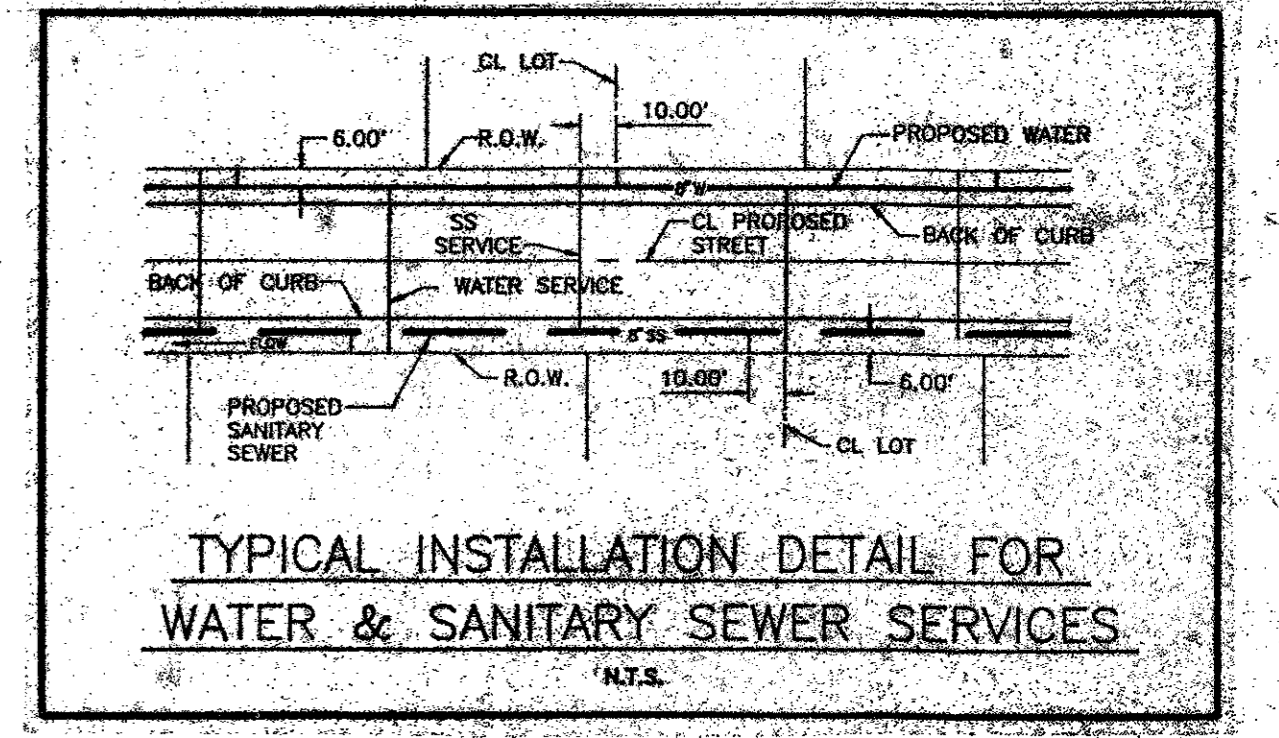 CL LOT
10.00'
6.00'
R.O.W.
PROPOSED WATER
8" W
SS
SERVICE
CL PROPOSED
STREET
BACK OF CURB
BACK OF CURB
WATER SERVICE
8" SS
FLOW
R.O.W.
10.00'
6.00'
PROPOSED
SANITARY
SEWER
CL LOT
TYPICAL INSTALLATION DETAIL FOR
WATER & SANITARY SEWER SERVICES
N.T.S.